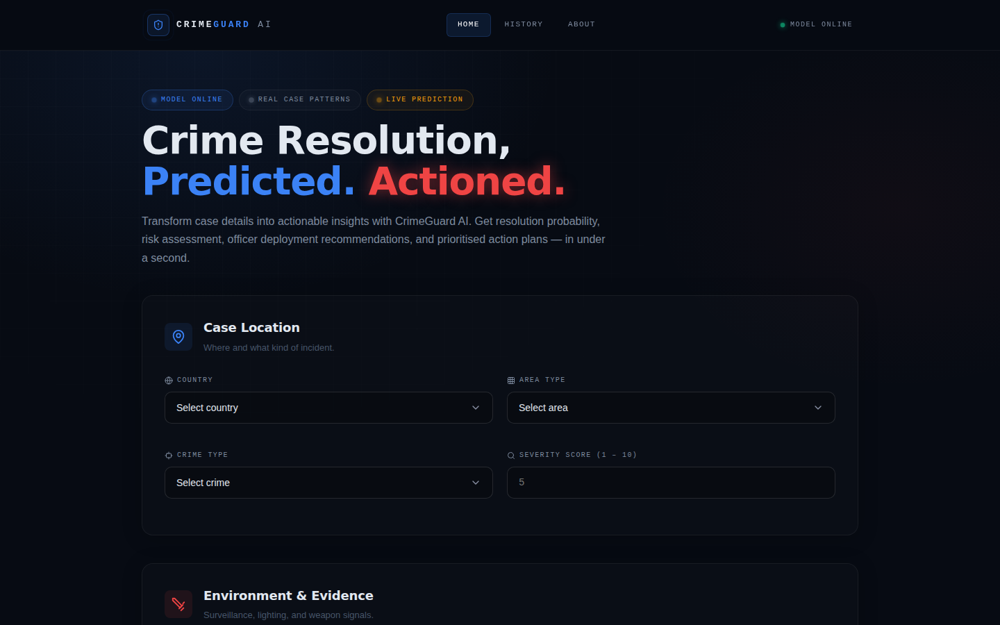 CRIMEGUARD AI
HOME
HISTORY
ABOUT
MODEL ONLINE
MODEL ONLINE
REAL CASE PATTERNS
LIVE PREDICTION
Crime Resolution,
Predicted. Actioned.
Transform case details into actionable insights with CrimeGuard AI. Get resolution probability,
risk assessment, officer deployment recommendations, and prioritised action plans — in under
a second.
Case Location
Where and what kind of incident.
COUNTRY
AREA TYPE
Select country
Select area
CRIME TYPE
SEVERITY SCORE (1 – 10)
Select crime
5
Environment & Evidence
Surveillance, lighting, and weapon signals.